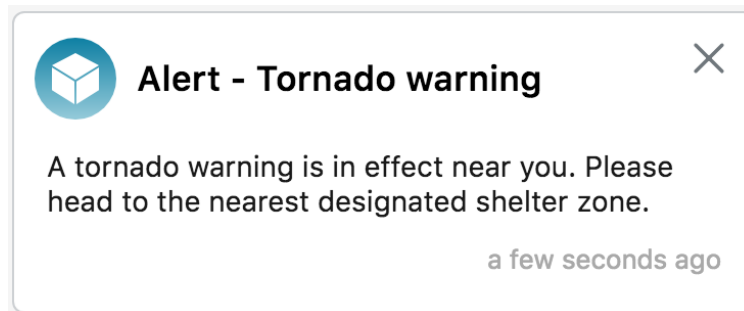 Alert - Tornado warning
A tornado warning is in effect near you. Please
head to the nearest designated shelter zone.
a few seconds ago